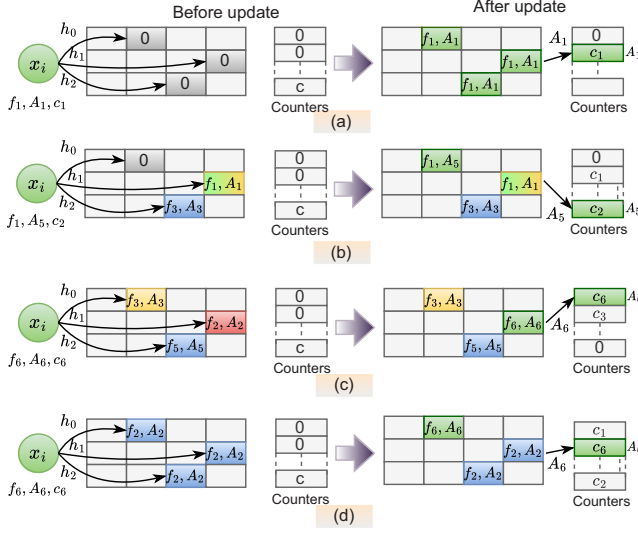 Before update
After update
h₀
h₁
h₂
xᵢ
f₁, A₁, c₁
0
0
0
0
0
c
Counters
f₁, A₁
f₁, A₁
f₁, A₁
A₁
0
c₁
A₁
Counters
(a)
h₀
h₁
h₂
xᵢ
f₁, A₅, c₂
0
f₁, A₁
f₃, A₃
0
0
c
Counters
f₁, A₅
f₁, A₁
f₃, A₃
A₅
0
c₁
c₂
A₅
Counters
(b)
h₀
h₁
h₂
xᵢ
f₆, A₆, c₆
f₃, A₃
f₂, A₂
f₅, A₅
0
0
c
Counters
f₃, A₃
f₆, A₆
f₅, A₅
A₆
c₆
c₃
0
Counters
(c)
h₀
h₁
h₂
xᵢ
f₆, A₆, c₆
f₂, A₂
f₂, A₂
f₂, A₂
0
0
c
Counters
f₆, A₆
f₂, A₂
f₂, A₂
A₆
c₁
c₆
c₂
Counters
(d)